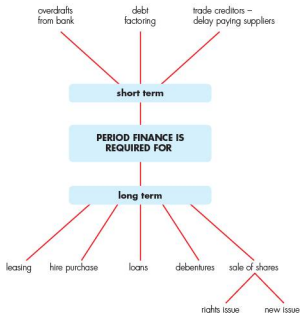 overdrafts
from bank
debt
factoring
trade creditors –
delay paying suppliers
short term
PERIOD FINANCE IS
REQUIRED FOR
long term
leasing
hire purchase
loans
debentures
sale of shares
rights issue
new issue